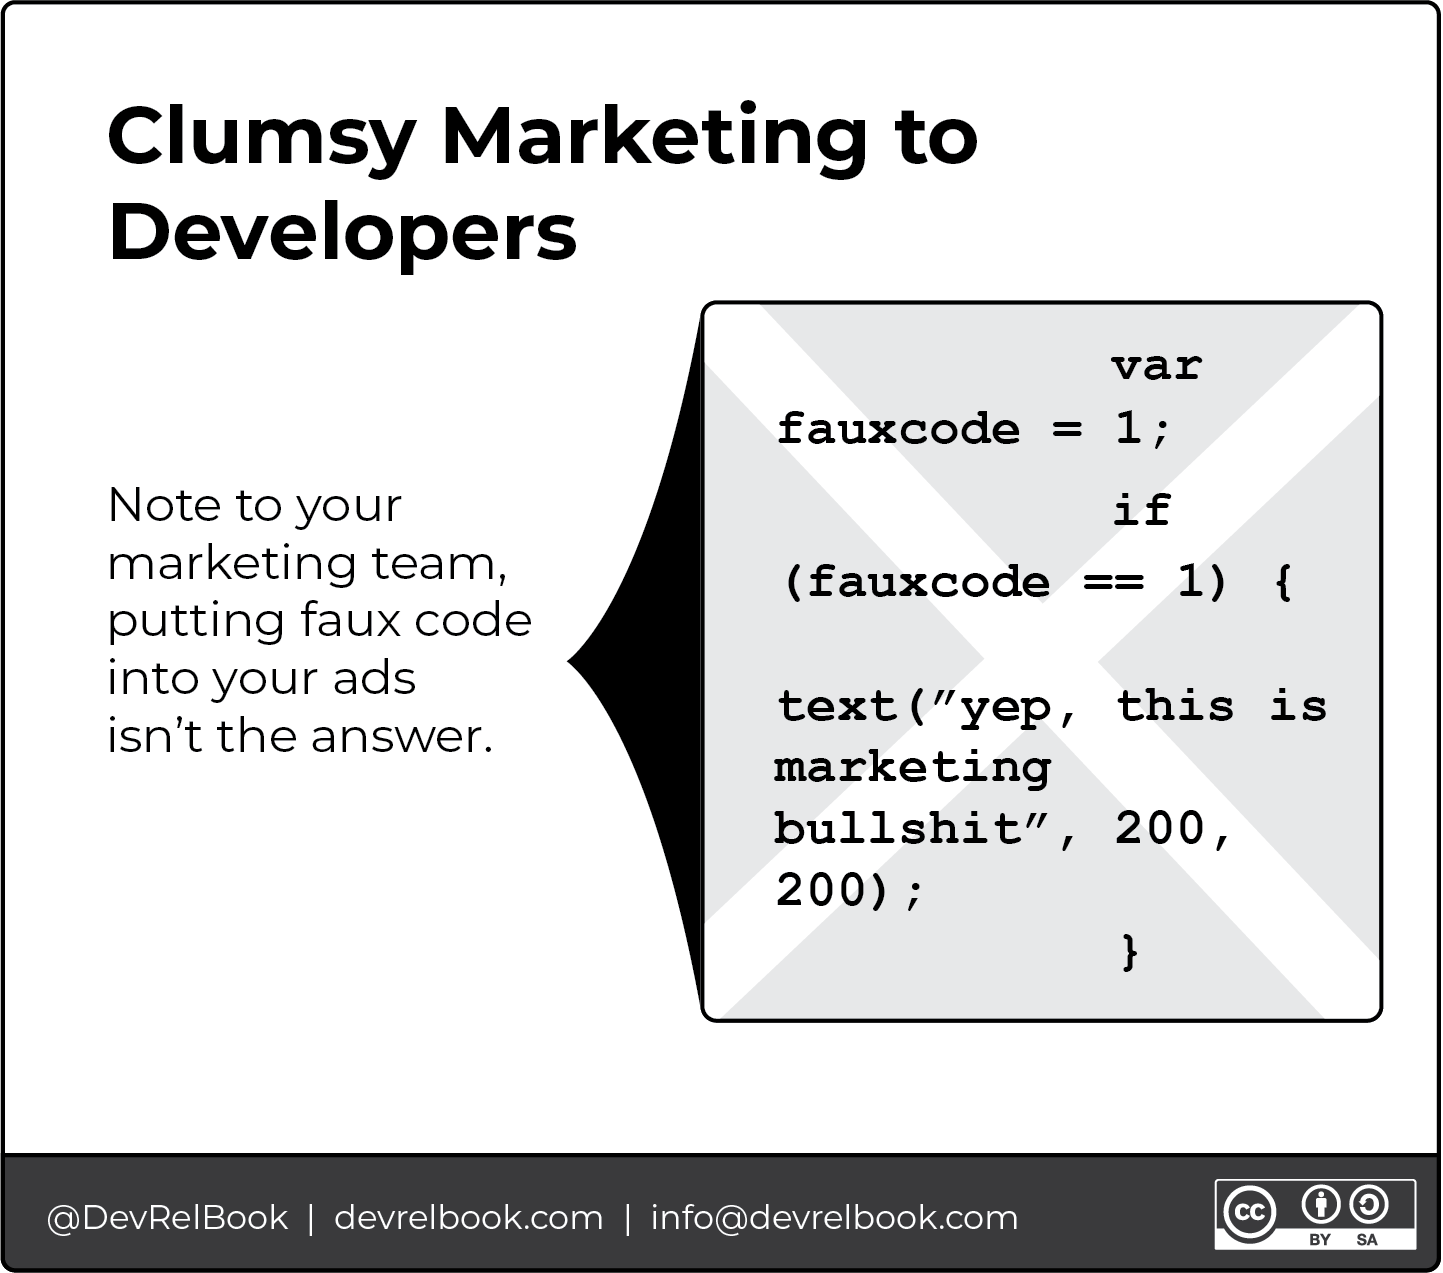 Clumsy Marketing to
Developers
Note to your
marketing team,
putting faux code
into your ads
isn’t the answer.
var
fauxcode = 1;
if
(fauxcode == 1) {
text(”yep, this is
marketing
bullshit”, 200,
200);
}
@DevRelBook | devrelbook.com | info@devrelbook.com
cc
BY SA